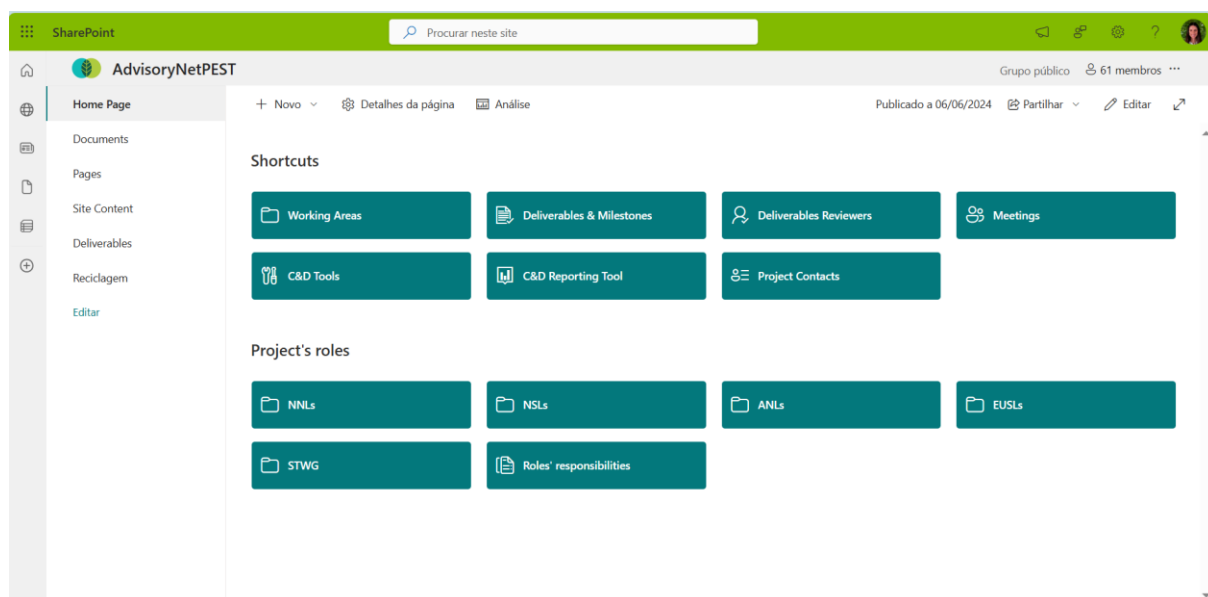 SharePoint
Procurar neste site
?
AdvisoryNetPEST
Grupo público 61 membros ...
Home Page
Documents
Pages
Site Content
Deliverables
Reciclagem
Editar
+ Novo Detalhes da página Análise
Publicado a 06/06/2024 Partilhar Editar
Shortcuts
Working Areas Deliverables & Milestones Deliverables Reviewers Meetings
C&D Tools C&D Reporting Tool Project Contacts
Project's roles
NNLs NSLs ANLs EUSLs
STWG Roles' responsibilities